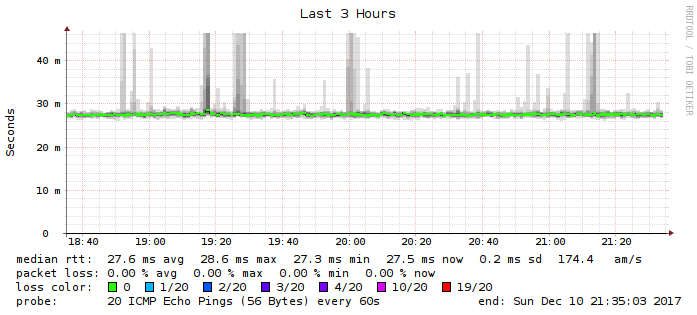 Last 3 Hours
RRDTOOL / TOBI OETIKER
Seconds
40 m
30 m
20 m
10 m
0
18:40 19:00 19:20 19:40 20:00 20:20 20:40 21:00 21:20
median rtt: 27.6 ms avg 28.6 ms max 27.3 ms min 27.5 ms now 0.2 ms sd 174.4 am/s
packet loss: 0.00 % avg 0.00 % max 0.00 % min 0.00 % now
loss color: 0 1/20 2/20 3/20 4/20 10/20 19/20
probe: 20 ICMP Echo Pings (56 Bytes) every 60s end: Sun Dec 10 21:35:03 2017